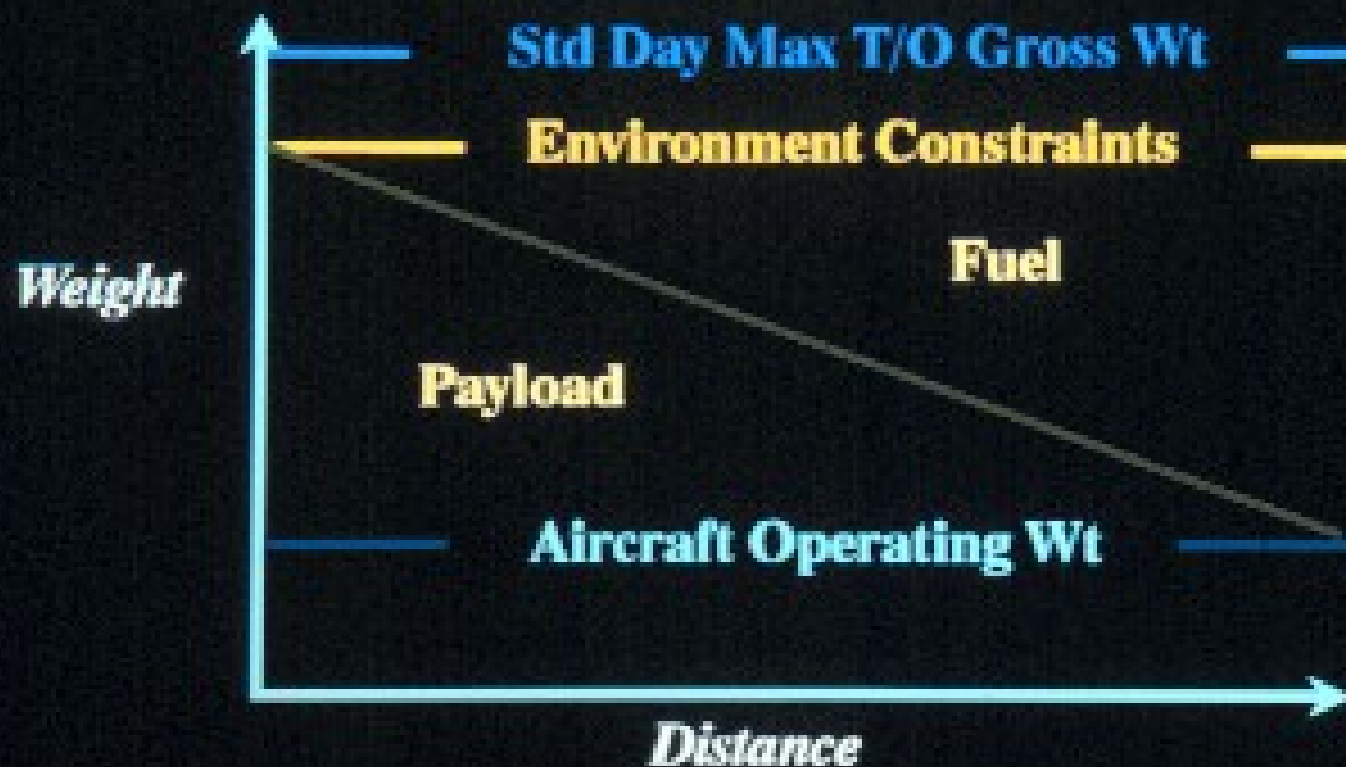 Std Day Max T/O Gross Wt
Environment Constraints
Fuel
Weight
Payload
Aircraft Operating Wt
Distance